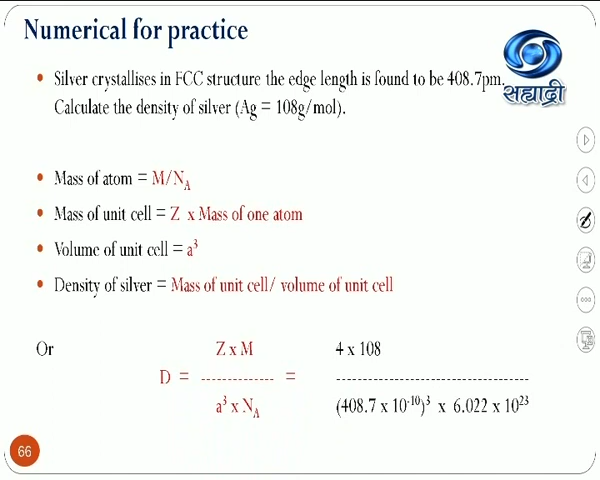 Numerical for practice
• Silver crystallises in FCC structure the edge length is found to be 408.7pm.
Calculate the density of silver (Ag = 108g/mol).
सह्याद्री
• Mass of atom = M/N_A
• Mass of unit cell = Z x Mass of one atom
• Volume of unit cell = a³
• Density of silver = Mass of unit cell/ volume of unit cell
Or Z x M 4 x 108
D = -------------- = -----------------------------------
a³ x N_A (408.7 x 10⁻¹⁰)³ x 6.022 x 10²³
66